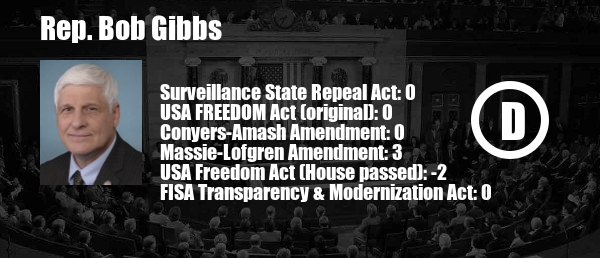 Rep. Bob Gibbs
Surveillance State Repeal Act: 0
USA FREEDOM Act (original): 0
Conyers-Amash Amendment: 0
Massie-Lofgren Amendment: 3
USA Freedom Act (House passed): -2
FISA Transparency & Modernization Act: 0
D